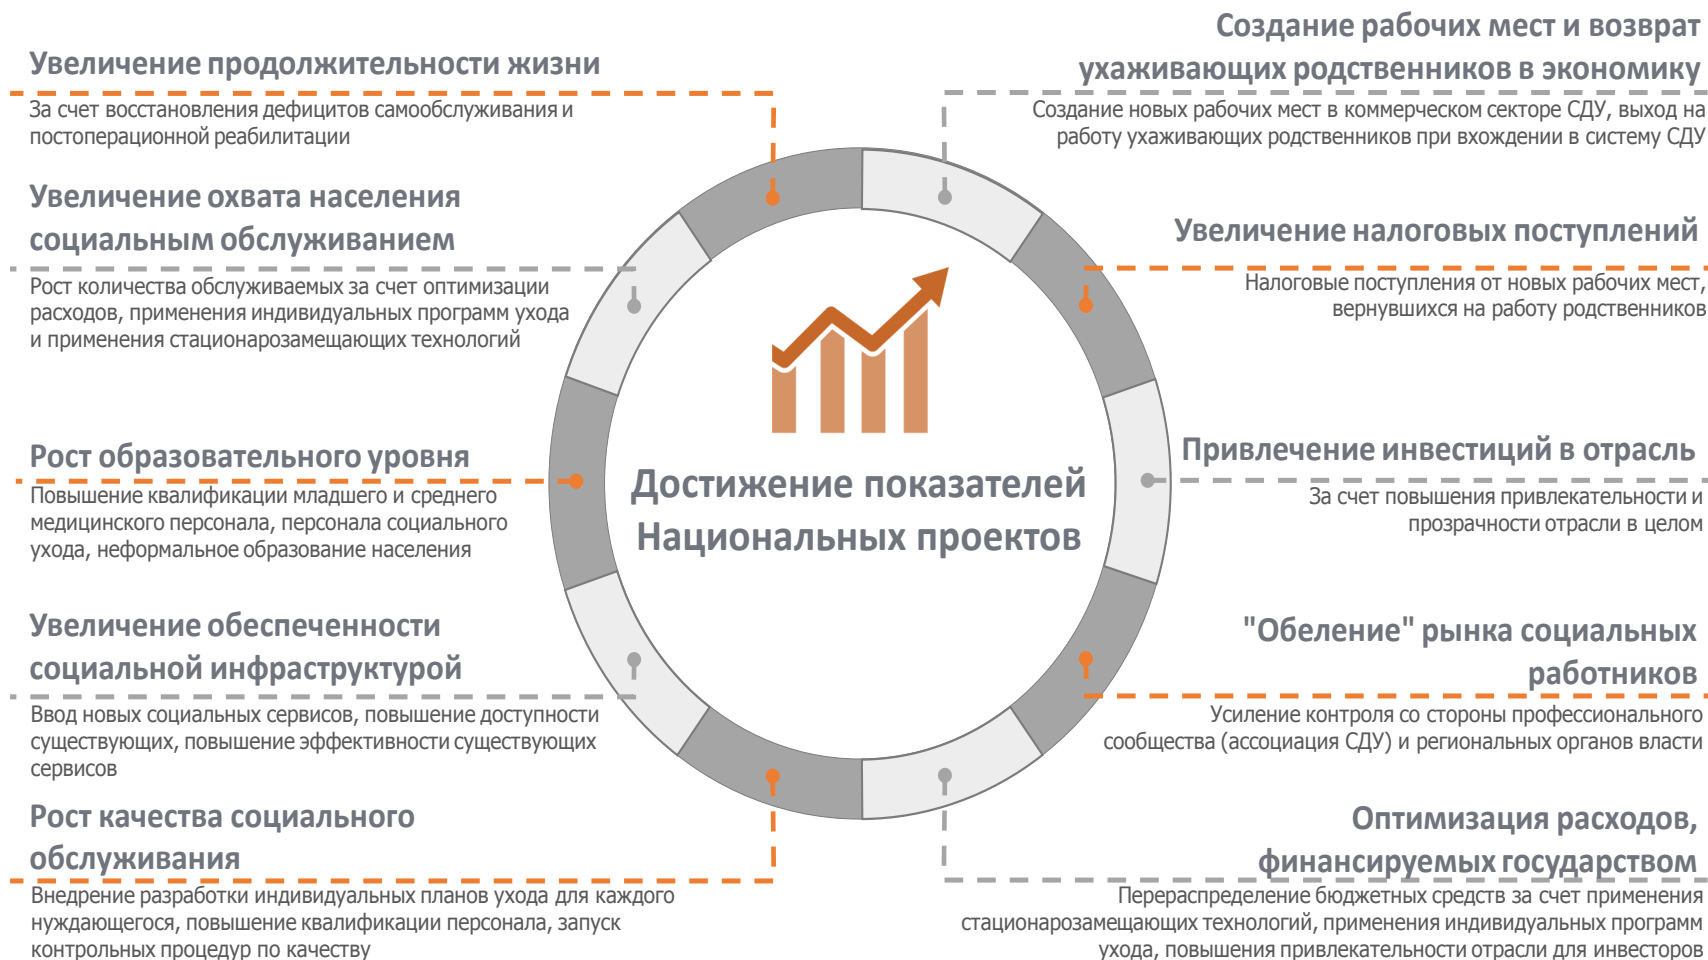 Увеличение продолжительности жизни
За счет восстановления дефицитов самообслуживания и
постоперационной реабилитации
Увеличение охвата населения
социальным обслуживанием
Рост количества обслуживаемых за счет оптимизации
расходов, применения индивидуальных программ ухода
и применения стационарозамещающих технологий
Рост образовательного уровня
Повышение квалификации младшего и среднего
медицинского персонала, персонала социального
ухода, неформальное образование населения
Увеличение обеспеченности
социальной инфраструктурой
Ввод новых социальных сервисов, повышение доступности
существующих, повышение эффективности существующих
сервисов
Рост качества социального
обслуживания
Внедрение разработки индивидуальных планов ухода для каждого
нуждающегося, повышение квалификации персонала, запуск
контрольных процедур по качеству
Достижение показателей
Национальных проектов
Создание рабочих мест и возврат
ухаживающих родственников в экономику
Создание новых рабочих мест в коммерческом секторе СДУ, выход на
работу ухаживающих родственников при вхождении в систему СДУ
Увеличение налоговых поступлений
Налоговые поступления от новых рабочих мест,
вернувшихся на работу родственников
Привлечение инвестиций в отрасль
За счет повышения привлекательности и
прозрачности отрасли в целом
"Обеление" рынка социальных
работников
Усиление контроля со стороны профессионального
сообщества (ассоциация СДУ) и региональных органов власти
Оптимизация расходов,
финансируемых государством
Перераспределение бюджетных средств за счет применения
стационарозамещающих технологий, применения индивидуальных программ
ухода, повышения привлекательности отрасли для инвесторов